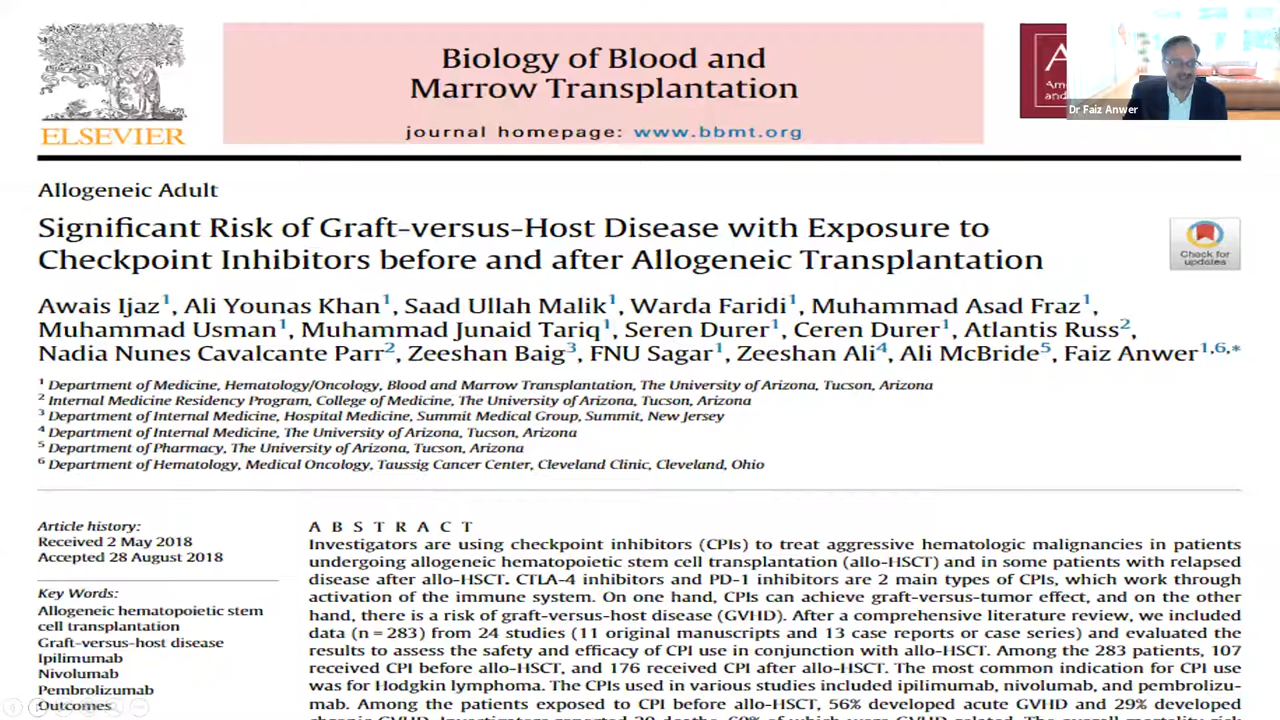 Biology of Blood and
Marrow Transplantation
journal homepage: www.bbmt.org
ELSEVIER
Dr Faiz Anwer
Allogeneic Adult
Significant Risk of Graft-versus-Host Disease with Exposure to
Checkpoint Inhibitors before and after Allogeneic Transplantation
Check for
updates
Awais Ijaz1, Ali Younas Khan1, Saad Ullah Malik1, Warda Faridi1, Muhammad Asad Fraz1,
Muhammad Usman1, Muhammad Junaid Tariq1, Seren Durer1, Ceren Durer1, Atlantis Russ2,
Nadia Nunes Cavalcante Parr2, Zeeshan Baig3, FNU Sagar1, Zeeshan Ali4, Ali McBride5, Faiz Anwer1,6,*
1 Department of Medicine, Hematology/Oncology, Blood and Marrow Transplantation, The University of Arizona, Tucson, Arizona
2 Internal Medicine Residency Program, College of Medicine, The University of Arizona, Tucson, Arizona
3 Department of Internal Medicine, Hospital Medicine, Summit Medical Group, Summit, New Jersey
4 Department of Internal Medicine, The University of Arizona, Tucson, Arizona
5 Department of Pharmacy, The University of Arizona, Tucson, Arizona
6 Department of Hematology, Medical Oncology, Taussig Cancer Center, Cleveland Clinic, Cleveland, Ohio
Article history:
Received 2 May 2018
Accepted 28 August 2018
Key Words:
Allogeneic hematopoietic stem
cell transplantation
Graft-versus-host disease
Ipilimumab
Nivolumab
Pembrolizumab
Outcomes
A B S T R A C T
Investigators are using checkpoint inhibitors (CPIs) to treat aggressive hematologic malignancies in patients
undergoing allogeneic hematopoietic stem cell transplantation (allo-HSCT) and in some patients with relapsed
disease after allo-HSCT. CTLA-4 inhibitors and PD-1 inhibitors are 2 main types of CPIs, which work through
activation of the immune system. On one hand, CPIs can achieve graft-versus-tumor effect, and on the other
hand, there is a risk of graft-versus-host disease (GVHD). After a comprehensive literature review, we included
data (n = 283) from 24 studies (11 original manuscripts and 13 case reports or case series) and evaluated the
results to assess the safety and efficacy of CPI use in conjunction with allo-HSCT. Among the 283 patients, 107
received CPI before allo-HSCT, and 176 received CPI after allo-HSCT. The most common indication for CPI use
was for Hodgkin lymphoma. The CPIs used in various studies included ipilimumab, nivolumab, and pembrolizu-
mab. Among the patients exposed to CPI before allo-HSCT, 56% developed acute GVHD and 29% developed